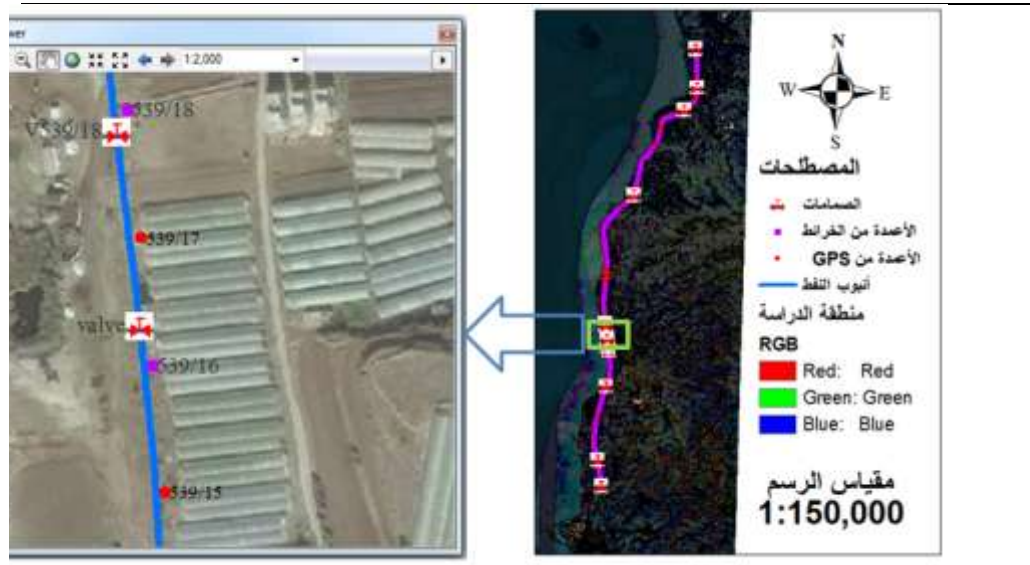 1:2,000
539/18
V539/18
539/17
valve
539/16
539/15
N
W
E
S
المصطلحات
الصمامات
الأعمدة من الخرائط
الأعمدة من GPS
أنبوب النفط
منطقة الدراسة
RGB
Red: Red
Green: Green
Blue: Blue
مقياس الرسم
1:150,000